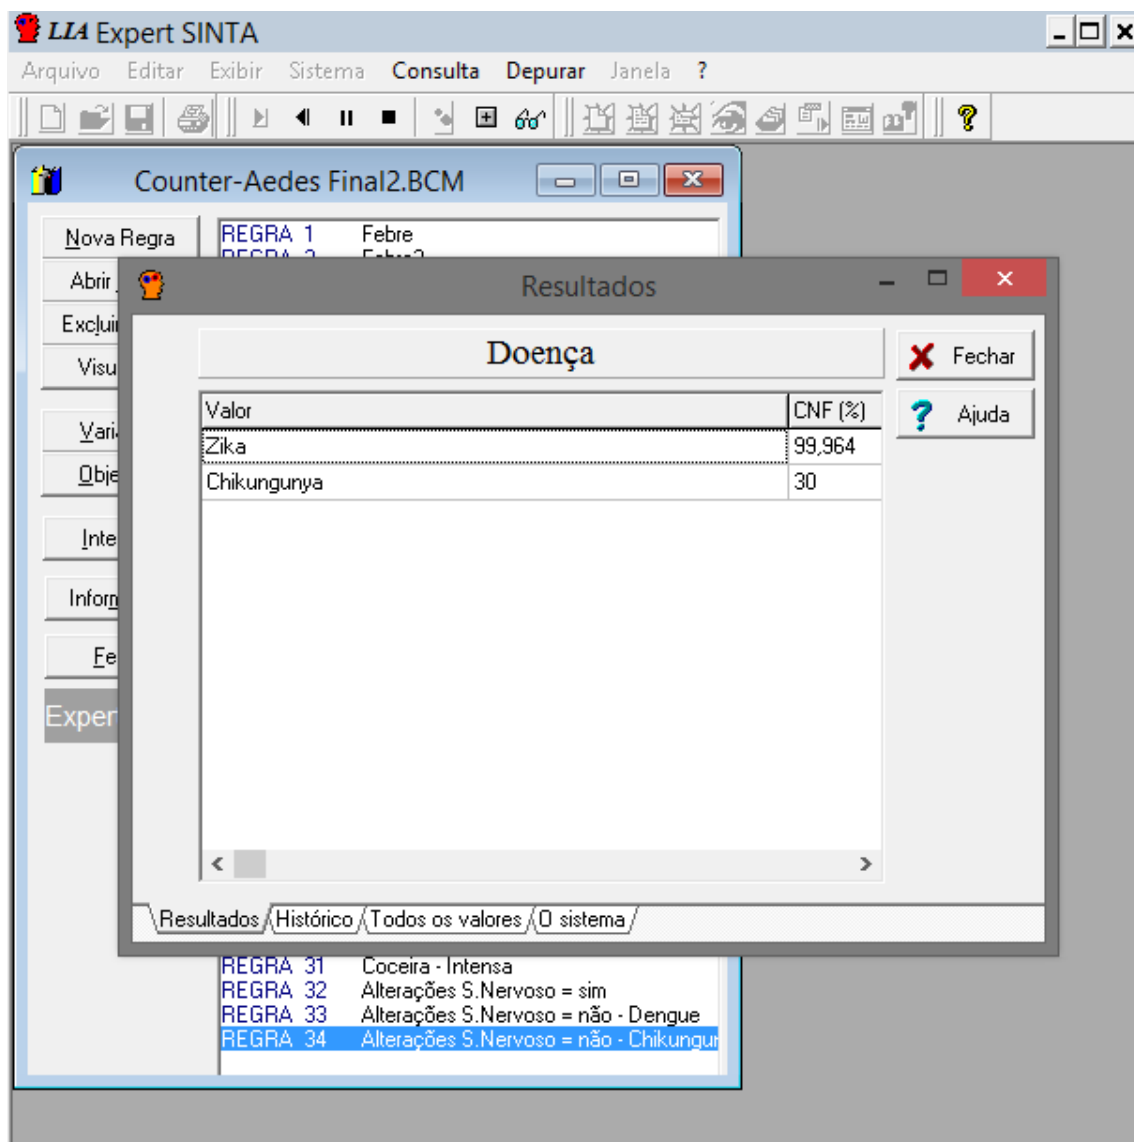 LIA Expert SINTA
Arquivo Editar Exibir Sistema Consulta Depurar Janela ?
Counter-Aedes Final2.BCM
Nova Regra
REGRA 1 Febre
Abrir
Resultados
Doença
Fechar
Valor CNF (%)
Ajuda
Zika 99,964
Chikungunya 30
Resultados Histórico Todos os valores O sistema
REGRA 31 Coceira - Intensa
REGRA 32 Alterações S.Nervoso = sim
REGRA 33 Alterações S.Nervoso = não - Dengue
REGRA 34 Alterações S.Nervoso = não - Chikungur